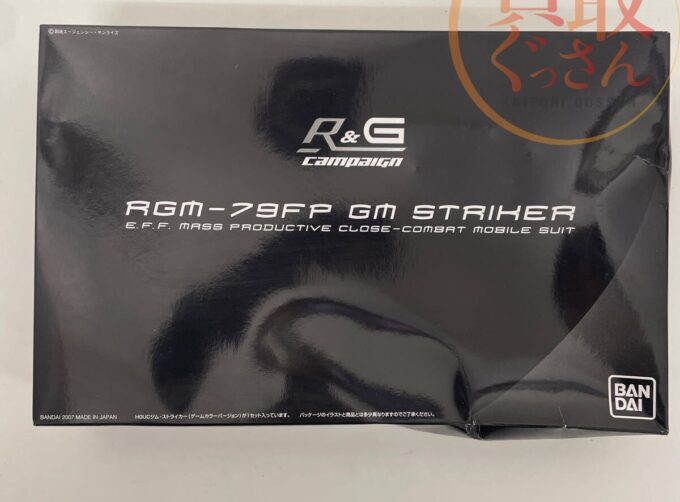 ©創通エージェンシー・サンライズ
買取
ぐっさん
KAITORI GUSSAN
R&G
campaign
RGM-79FP GM STRIKER
E.F.F. MASS PRODUCTIVE CLOSE-COMBAT MOBILE SUIT
BANDAI 2007 MADE IN JAPAN
HGUCジム・ストライカー(ゲームカラーバージョン)が1セット入っています。
パッケージのイラストと商品とは多少異なりますのでご了承ください。
BAN
DAI